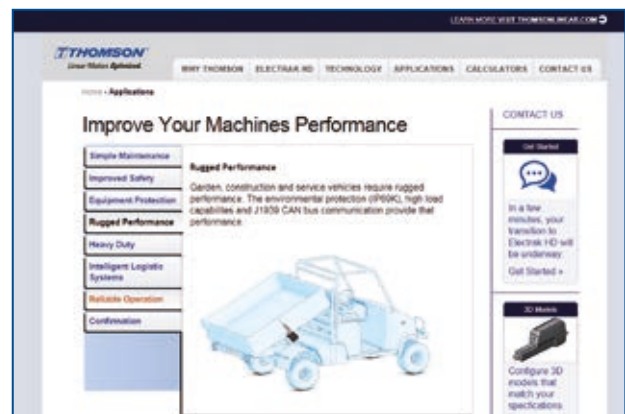 LEARN MORE VISIT THOMSONLINEAR.COM
THOMSON
Linear Motion. Optimized.
WHY THOMSON ELECTRAK HD TECHNOLOGY APPLICATIONS CALCULATORS CONTACT US
Home › Applications
Improve Your Machines Performance
Simple Maintenance
Improved Safety
Equipment Protection
Rugged Performance
Heavy Duty
Intelligent Logistic
Systems
Reliable Operation
Confirmation
Rugged Performance
Garden, construction and service vehicles require rugged
performance. The environmental protection (IP69K), high load
capabilities and J1939 CAN bus communication provide that
performance.
CONTACT US
Get Started
In a few
minutes, your
transition to
Electrak HD will
be underway.
Get Started »
3D Models
Configure 3D
models that
match your
specifications